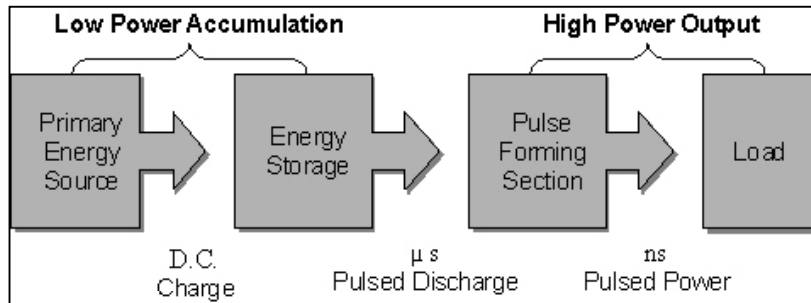 Low Power Accumulation
High Power Output
Primary
Energy
Source
Energy
Storage
Pulse
Forming
Section
Load
D.C.
Charge
μ s
Pulsed Discharge
ns
Pulsed Power